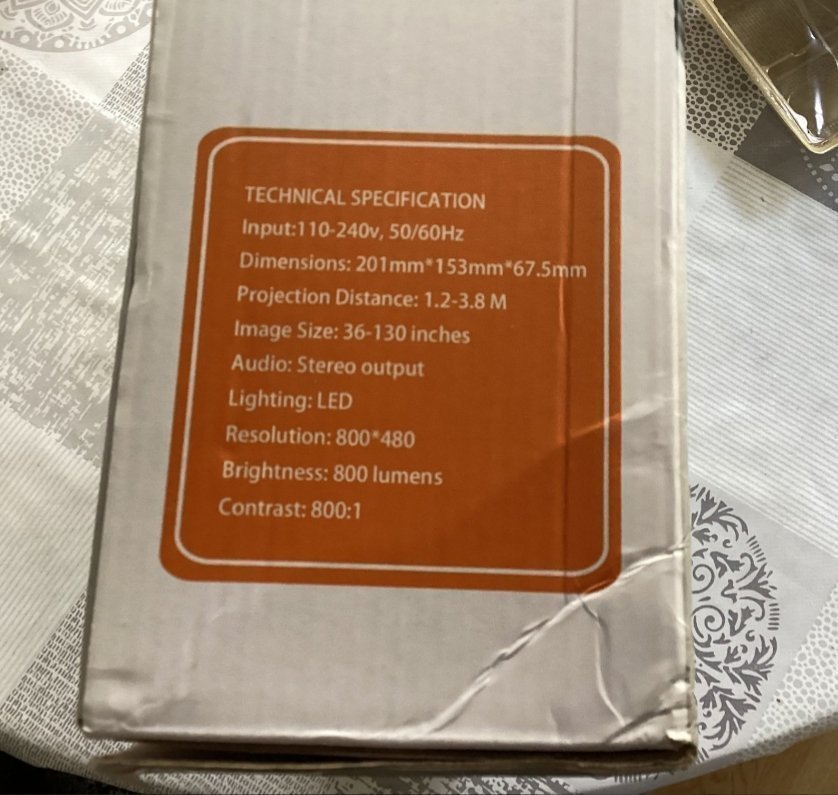 TECHNICAL SPECIFICATION
Input:110-240v, 50/60Hz
Dimensions: 201mm*153mm*67.5mm
Projection Distance: 1.2-3.8 M
Image Size: 36-130 inches
Audio: Stereo output
Lighting: LED
Resolution: 800*480
Brightness: 800 lumens
Contrast: 800:1